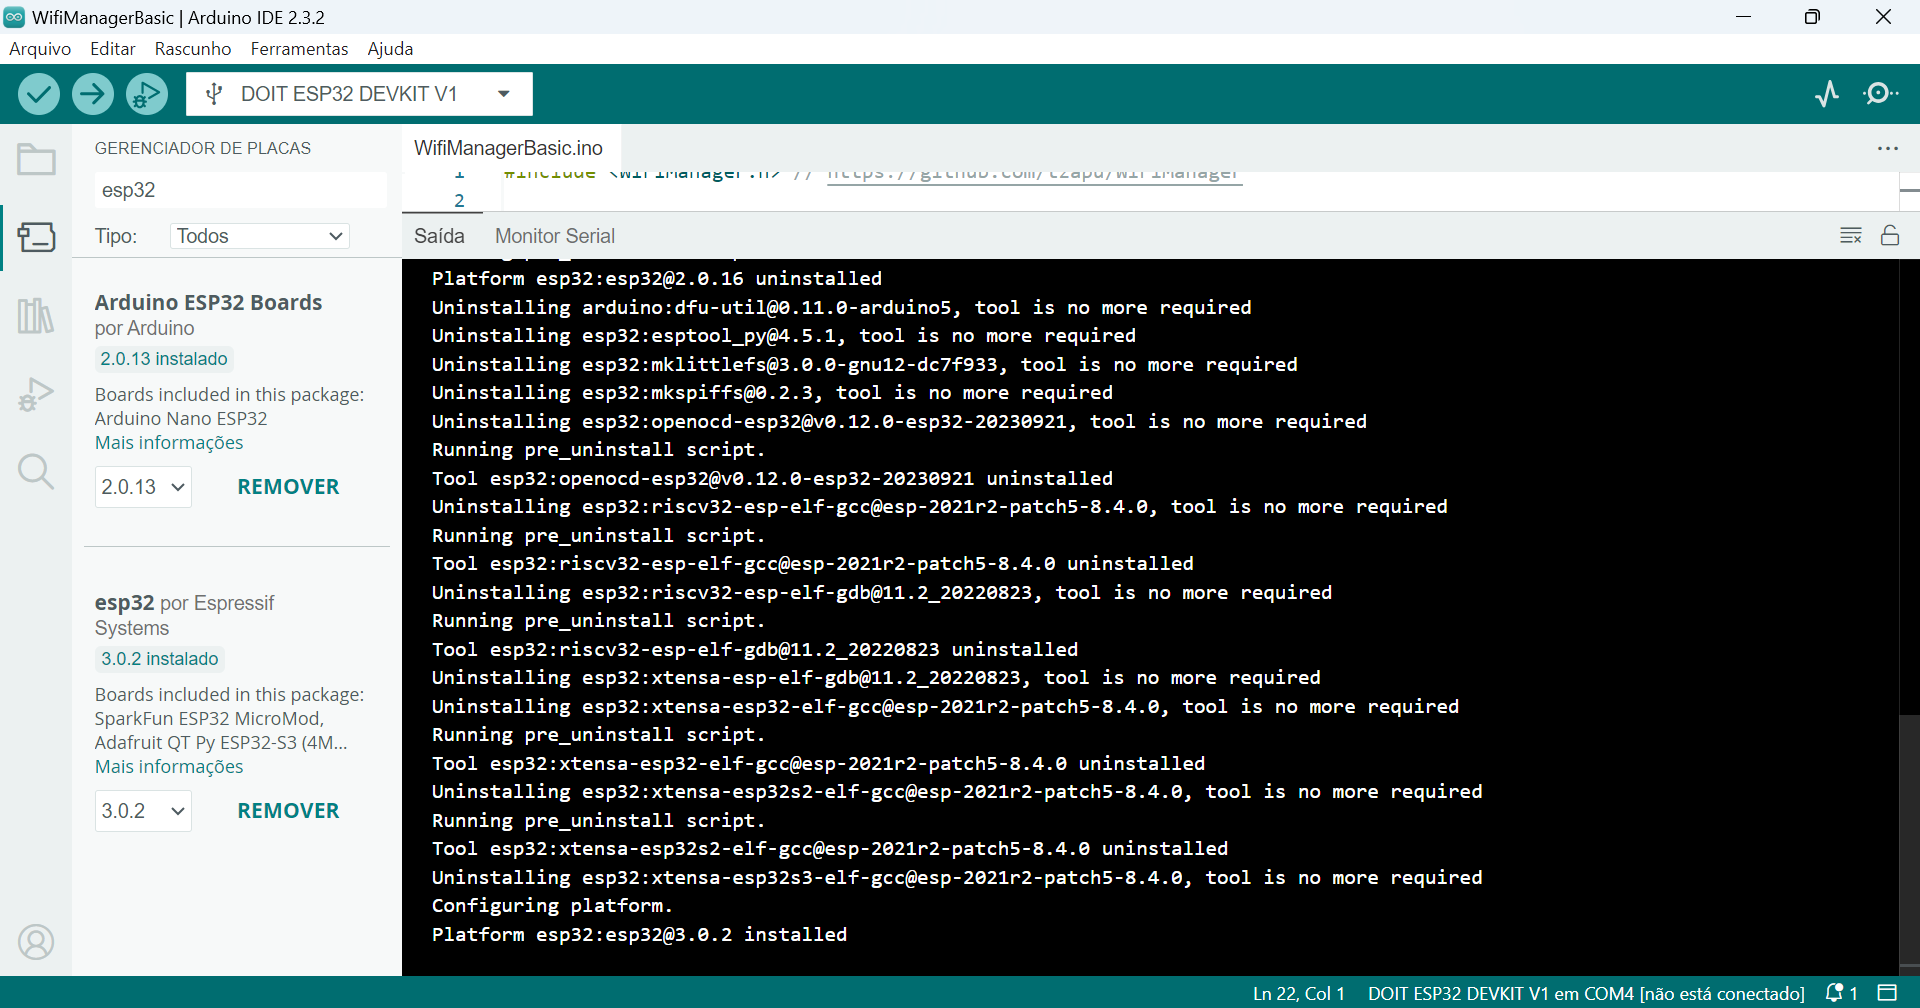 WifiManagerBasic | Arduino IDE 2.3.2
Arquivo Editar Rascunho Ferramentas Ajuda
DOIT ESP32 DEVKIT V1
GERENCIADOR DE PLACAS
esp32
Tipo: Todos
Arduino ESP32 Boards
por Arduino
2.0.13 instalado
Boards included in this package:
Arduino Nano ESP32
Mais informações
2.0.13 REMOVER
esp32 por Espressif
Systems
3.0.2 instalado
Boards included in this package:
SparkFun ESP32 MicroMod,
Adafruit QT Py ESP32-S3 (4M...
Mais informações
3.0.2 REMOVER
WifiManagerBasic.ino
1 #include <WiFiManager.h> // https://github.com/tzapu/WiFiManager
2
Saída Monitor Serial
Platform esp32:esp32@2.0.16 uninstalled
Uninstalling arduino:dfu-util@0.11.0-arduino5, tool is no more required
Uninstalling esp32:esptool_py@4.5.1, tool is no more required
Uninstalling esp32:mklittlefs@3.0.0-gnu12-dc7f933, tool is no more required
Uninstalling esp32:mkspiffs@0.2.3, tool is no more required
Uninstalling esp32:openocd-esp32@v0.12.0-esp32-20230921, tool is no more required
Running pre_uninstall script.
Tool esp32:openocd-esp32@v0.12.0-esp32-20230921 uninstalled
Uninstalling esp32:riscv32-esp-elf-gcc@esp-2021r2-patch5-8.4.0, tool is no more required
Running pre_uninstall script.
Tool esp32:riscv32-esp-elf-gcc@esp-2021r2-patch5-8.4.0 uninstalled
Uninstalling esp32:riscv32-esp-elf-gdb@11.2_20220823, tool is no more required
Running pre_uninstall script.
Tool esp32:riscv32-esp-elf-gdb@11.2_20220823 uninstalled
Uninstalling esp32:xtensa-esp-elf-gdb@11.2_20220823, tool is no more required
Uninstalling esp32:xtensa-esp32-elf-gcc@esp-2021r2-patch5-8.4.0, tool is no more required
Running pre_uninstall script.
Tool esp32:xtensa-esp32-elf-gcc@esp-2021r2-patch5-8.4.0 uninstalled
Uninstalling esp32:xtensa-esp32s2-elf-gcc@esp-2021r2-patch5-8.4.0, tool is no more required
Running pre_uninstall script.
Tool esp32:xtensa-esp32s2-elf-gcc@esp-2021r2-patch5-8.4.0 uninstalled
Uninstalling esp32:xtensa-esp32s3-elf-gcc@esp-2021r2-patch5-8.4.0, tool is no more required
Configuring platform.
Platform esp32:esp32@3.0.2 installed
Ln 22, Col 1 DOIT ESP32 DEVKIT V1 em COM4 [não está conectado] 1